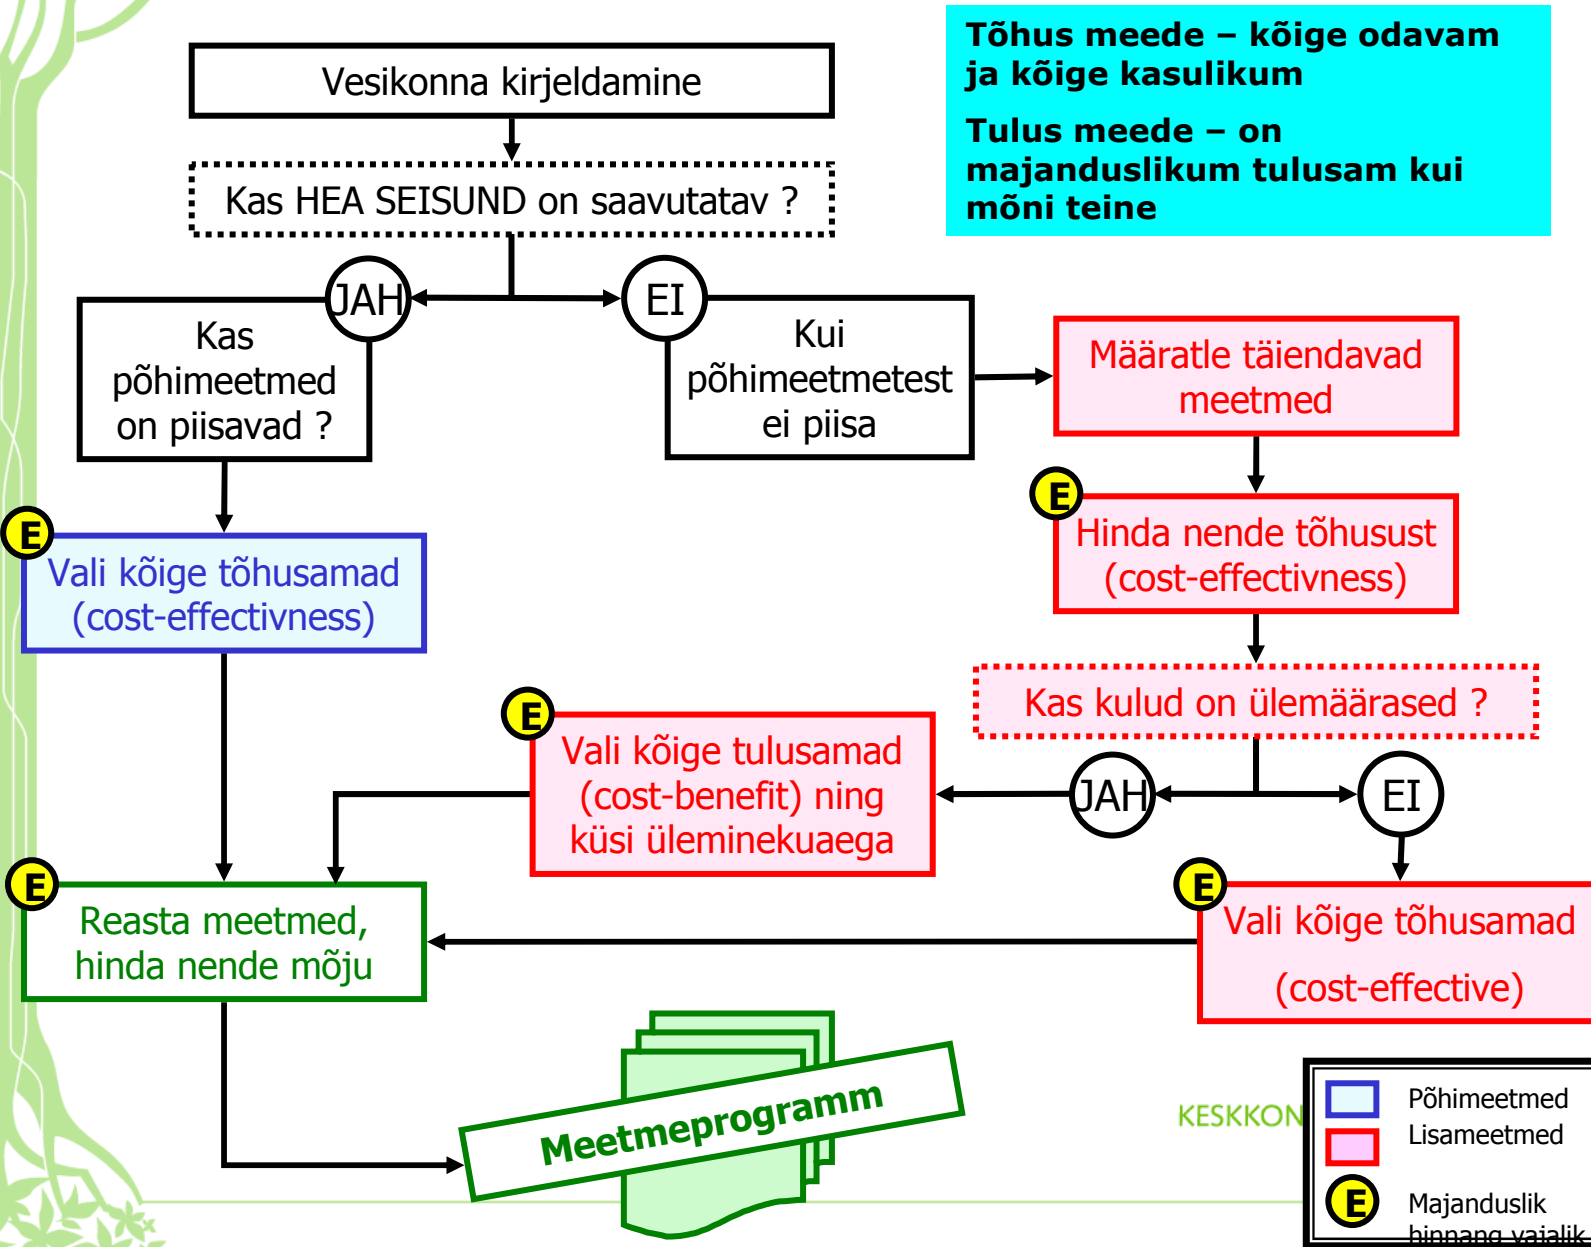 Tõhus meede – kõige odavam
ja kõige kasulikum
Tulus meede – on
majanduslikum tulusam kui
mõni teine
Vesikonna kirjeldamine
Kas HEA SEISUND on saavutatav ?
JAH
EI
Kas
põhimeetmed
on piisavad ?
Kui
põhimeetmetest
ei piisa
Määratle täiendavad
meetmed
E
Hinda nende tõhusust
(cost-effectivness)
E
Vali kõige tõhusamad
(cost-effectivness)
Kas kulud on ülemäärased ?
E
Vali kõige tulusamad
(cost-benefit) ning
küsi üleminekuaega
JAH
EI
E
Reasta meetmed,
hinda nende mõju
E
Vali kõige tõhusamad
(cost-effective)
Meetmeprogramm
KESKKON
Põhimeetmed
Lisameetmed
E
Majanduslik
hinnang vajalik